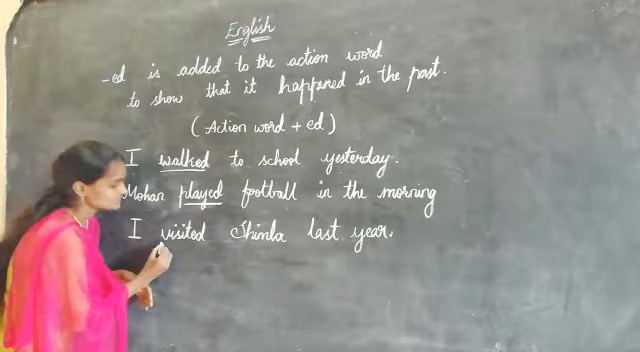 English
-ed is added to the action word
to show that it happened in the past.
(Action word + ed)
I walked to school yesterday.
Mohan played football in the morning
I visited Shimla last year.